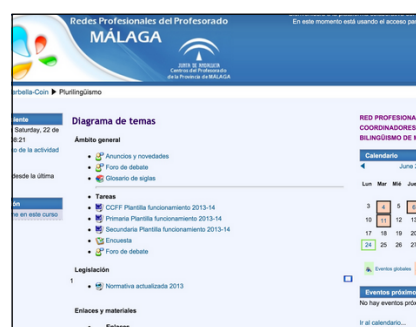 Redes Profesionales del Profesorado
En este momento está usando el acceso
MÁLAGA
JUNTA DE ANDALUCÍA
Centros del Profesorado
de la Provincia de MÁLAGA
arbella-Coín ▶ Plurilingüismo
Saturday, 22 de
6:21
o de la actividad
desde la última
ón
me en este curso
Diagrama de temas
Ámbito general
Anuncios y novedades
Foro de debate
Glosario de siglas
Tareas
CCFF Plantilla funcionamiento 2013-14
Primaria Plantilla funcionamiento 2013-14
Secundaria Plantilla funcionamiento 2013-14
Encuesta
Foro de debate
Legislación
1
Normativa actualizada 2013
Enlaces y materiales
Enlaces
RED PROFESIONA
COORDINADORES
BILINGÜISMO DE M
Calendario
June 2
Lun Mar Mié Jue
3 4 5 6
10 11 12 13
17 18 19 20
24 25 26 27
Eventos globales
Eventos próximo
No hay eventos próx
Ir al calendario...